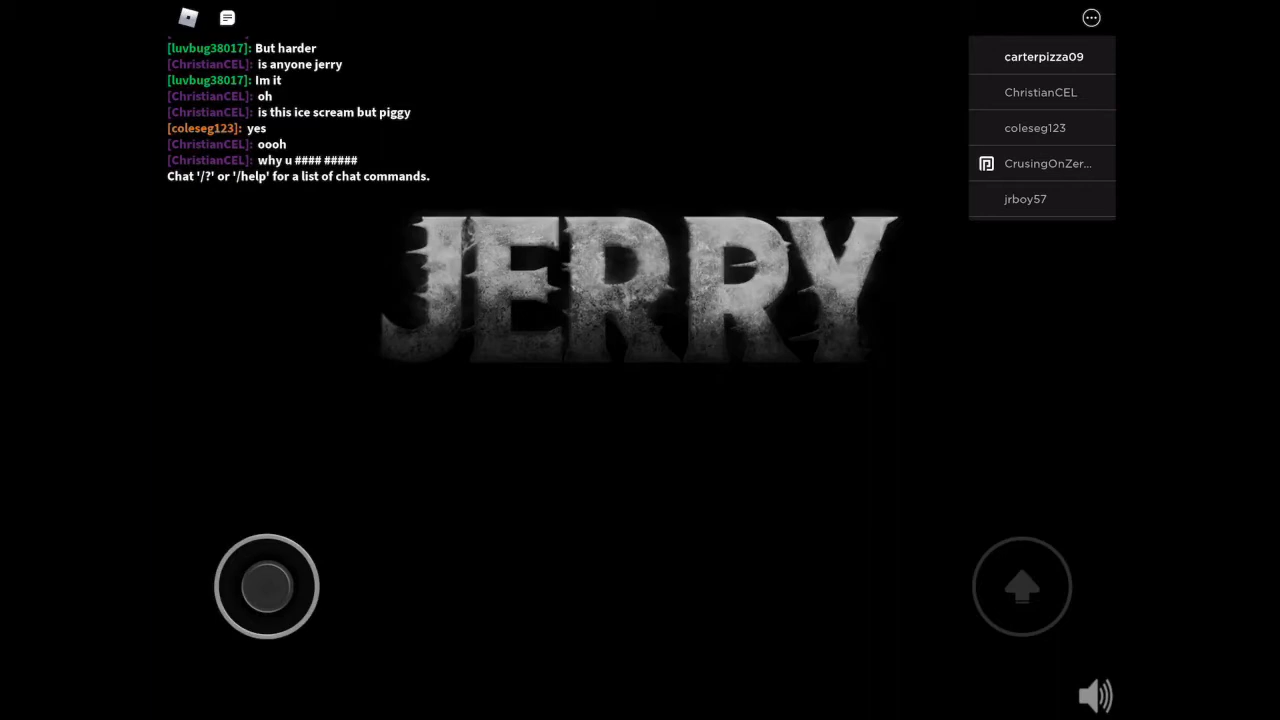 [luvbug38017]: But harder
[ChristianCEL]: is anyone jerry
[luvbug38017]: Im it
[ChristianCEL]: oh
[ChristianCEL]: is this ice scream but piggy
[coleseg123]: yes
[ChristianCEL]: oooh
[ChristianCEL]: why u #### #####
Chat '/?' or '/help' for a list of chat commands.
carterpizza09
ChristianCEL
coleseg123
CrusingOnZer...
jrboy57
JERRY